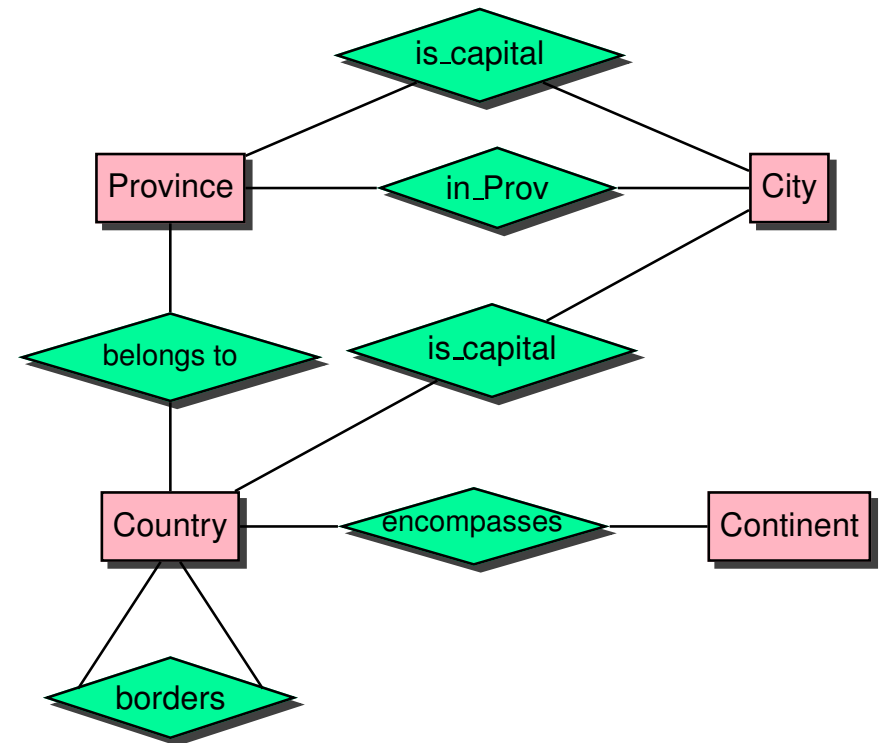 is_capital
Province
in_Prov
City
belongs to
is_capital
Country
encompasses
Continent
borders